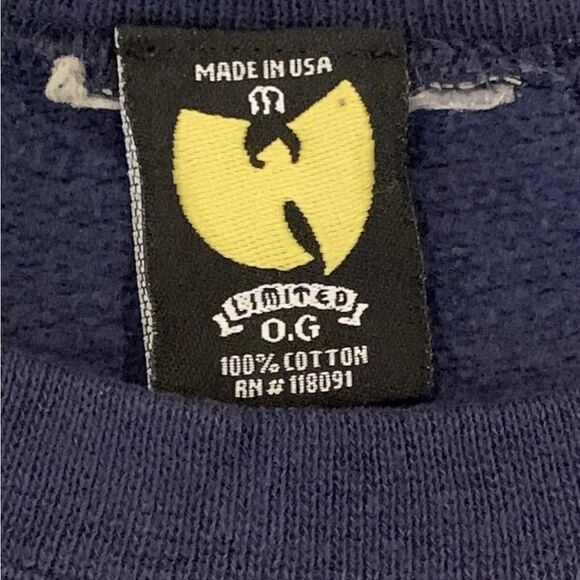 MADE IN USA
M
LIMITED
O.G
100% COTTON
RN # 118091